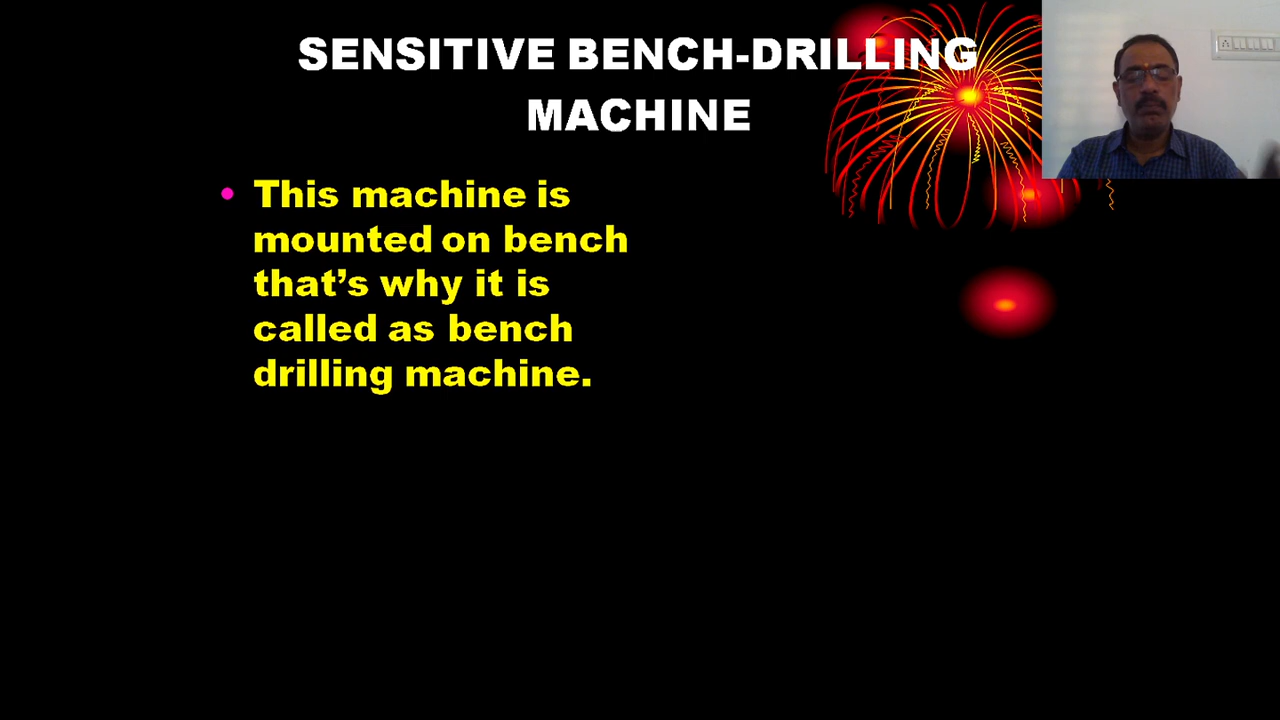 SENSITIVE BENCH-DRILLING
MACHINE
• This machine is
mounted on bench
that’s why it is
called as bench
drilling machine.